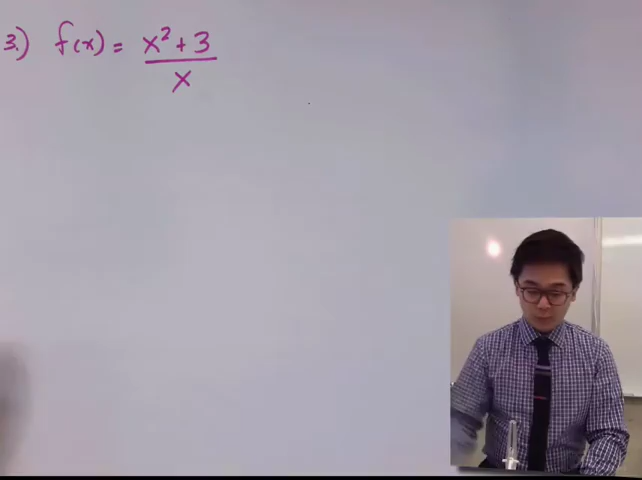 3.) f(x) = x² + 3
x